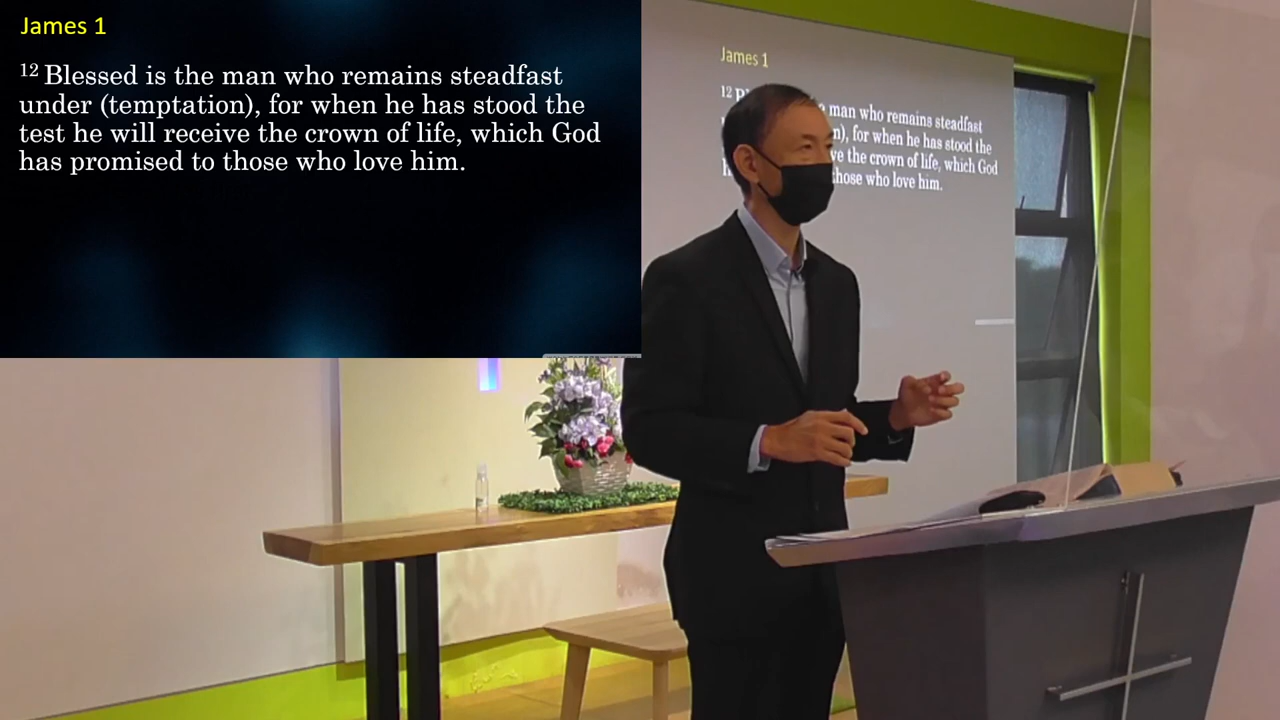 James 1
12 Blessed is the man who remains steadfast
under (temptation), for when he has stood the
test he will receive the crown of life, which God
has promised to those who love him.
James 1
12 man who remains steadfast
for when he has stood the
the crown of life, which God
those who love him.